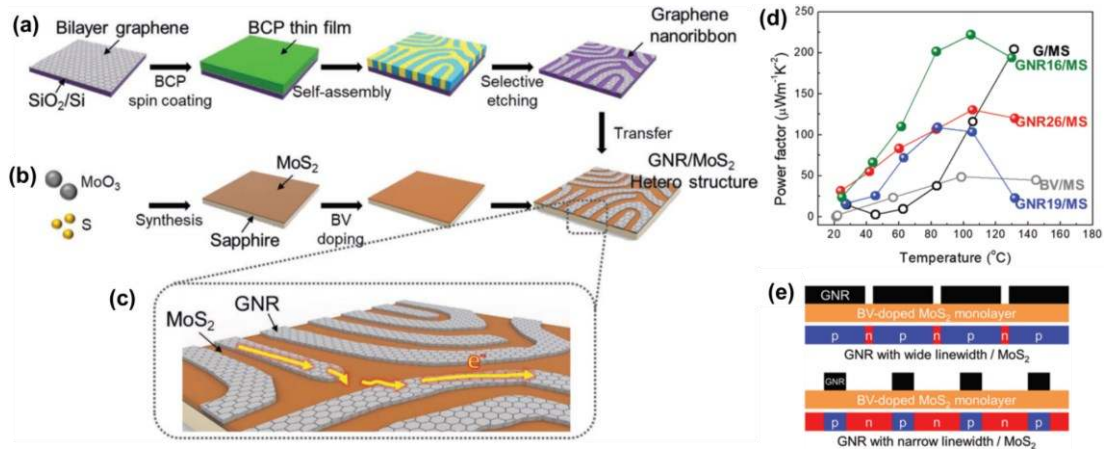 (a)
Bilayer graphene
SiO₂/Si
BCP
spin coating
BCP thin film
Self-assembly
Selective
etching
Graphene
nanoribbon
Transfer
(b)
MoO₃
S
Synthesis
MoS₂
Sapphire
BV
doping
GNR/MoS₂
Hetero structure
(c)
MoS₂
GNR
e⁻
(d)
Power factor (μWm⁻¹K⁻²)
250
200
150
100
50
0
20 40 60 80 100 120 140 160
Temperature (⁰C)
G/MS
GNR16/MS
GNR26/MS
BV/MS
GNR19/MS
(e)
GNR
BV-doped MoS₂ monolayer
p n p n p n p
GNR with wide linewidth / MoS₂
GNR
BV-doped MoS₂ monolayer
p n p n p n p
GNR with narrow linewidth / MoS₂